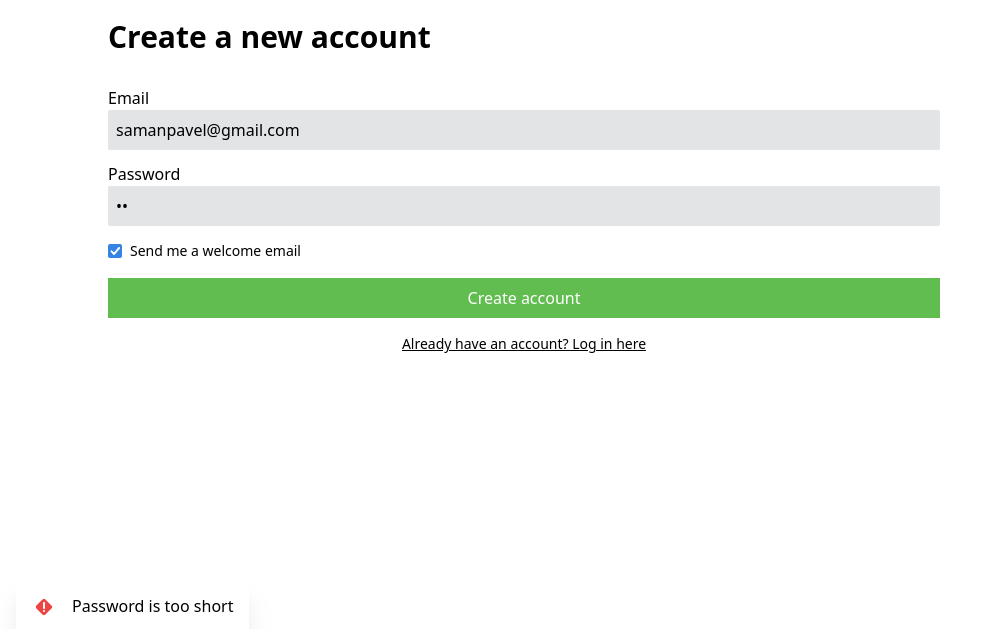 Create a new account
Email
samanpavel@gmail.com
Password
••
Send me a welcome email
Create account
Already have an account? Log in here
Password is too short